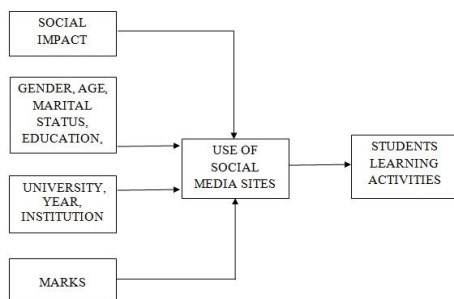 SOCIAL
IMPACT
GENDER, AGE,
MARITAL
STATUS,
EDUCATION,
UNIVERSITY,
YEAR,
INSTITUTION
MARKS
USE OF
SOCIAL
MEDIA SITES
STUDENTS
LEARNING
ACTIVITIES